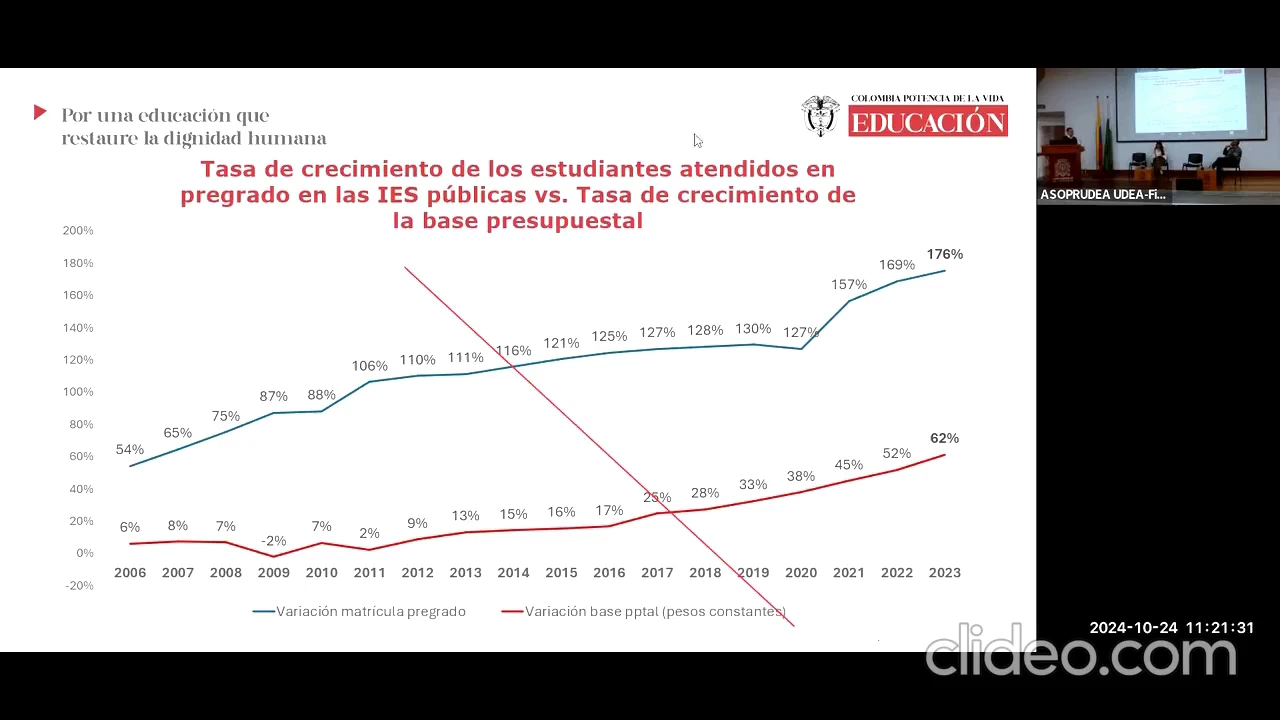 Por una educación que
restaure la dignidad humana
COLOMBIA POTENCIA DE LA VIDA
EDUCACIÓN
Tasa de crecimiento de los estudiantes atendidos en
pregrado en las IES públicas vs. Tasa de crecimiento de
la base presupuestal
200%
180%
160%
140%
120%
100%
80%
60%
40%
20%
0%
-20%
54% 65% 75% 87% 88% 106% 110% 111% 116% 121% 125% 127% 128% 130% 127% 157% 169% 176%
6% 8% 7% -2% 7% 2% 9% 13% 15% 16% 17% 25% 28% 33% 38% 45% 52% 62%
2006 2007 2008 2009 2010 2011 2012 2013 2014 2015 2016 2017 2018 2019 2020 2021 2022 2023
Variación matrícula pregrado Variación base pptal (pesos constantes)
ASOPRUDEA UDEA-Fi...
2024-10-24 11:21:31
clideo.com